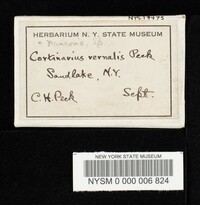 HERBARIUM N. Y. STATE MUSEUM
Cortinarius vernalis Peck
Sandlake, N.Y.
C. H. Peck Sept.
NEW YORK STATE MUSEUM
NYSM 0 000 006 824